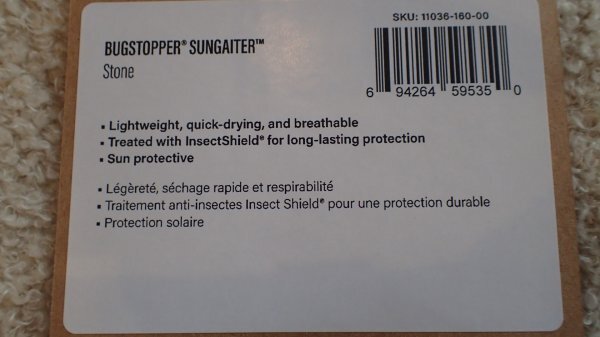 SKU: 11036-160-00
BUGSTOPPER® SUNGAITER™
Stone
6 94264 59535 0
▪ Lightweight, quick-drying, and breathable
▪ Treated with InsectShield® for long-lasting protection
▪ Sun protective
▪ Légèreté, séchage rapide et respirabilité
▪ Traitement anti-insectes Insect Shield® pour une protection durable
▪ Protection solaire